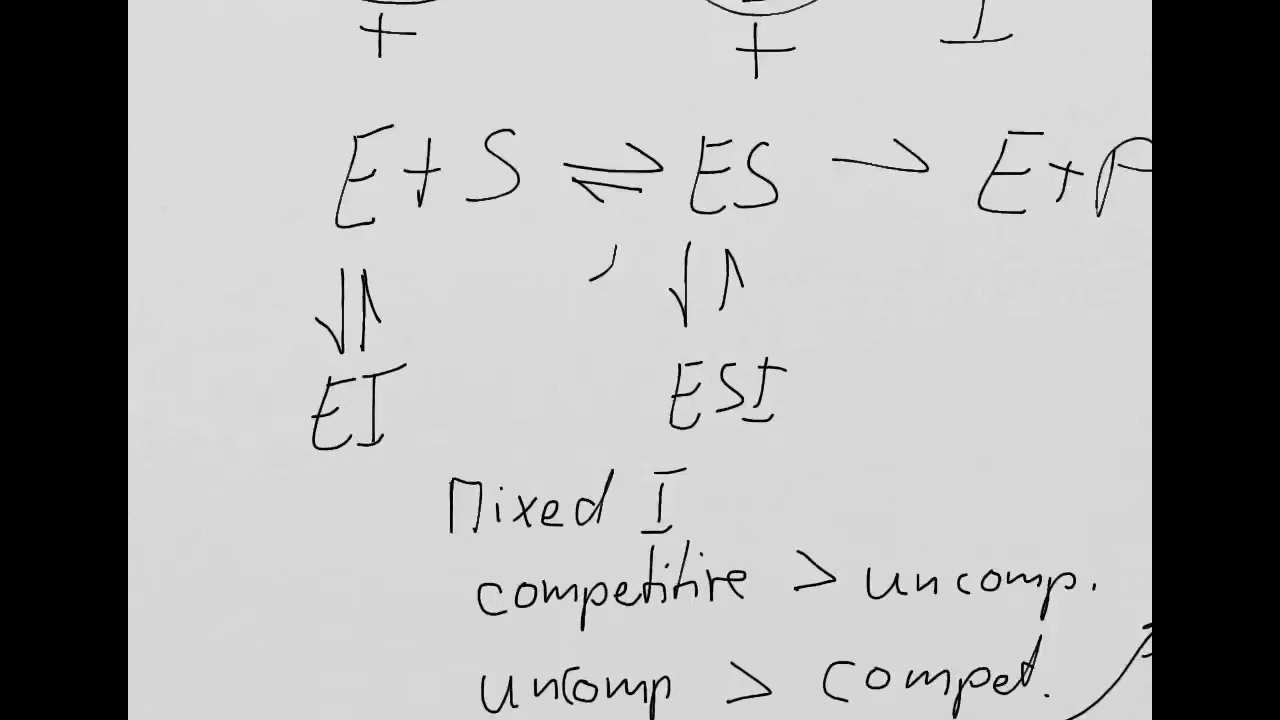 + + I
E + S ⇌ ES → E + P
⇃↾ ⇃↾
EI ESI
Mixed I
competitive > uncomp.
uncomp > compet.